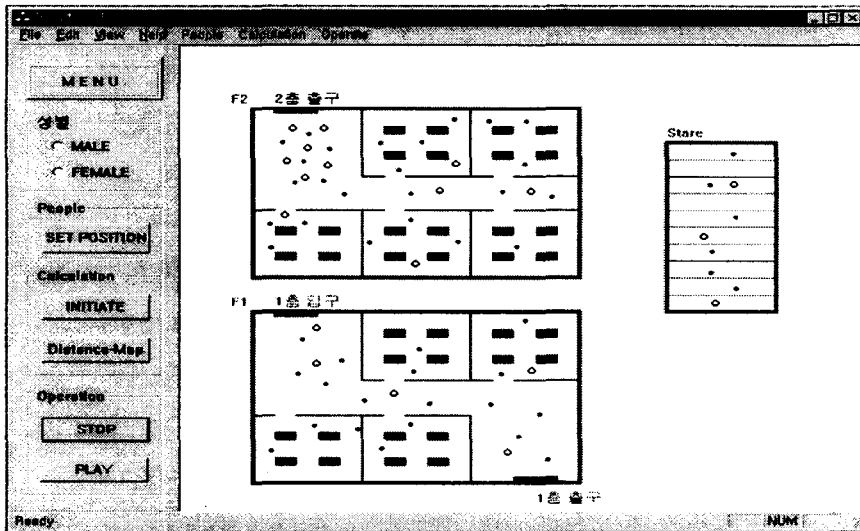 File Edit View Help People Calculation Operate
MENU
성별
MALE
FEMALE
People
SET POSITION
Calculation
INITIATE
Distance-Map
Operation
STOP
PLAY
F2 2층 출구
F1 1층 입구
1층 출구
Stare
Ready
NUM